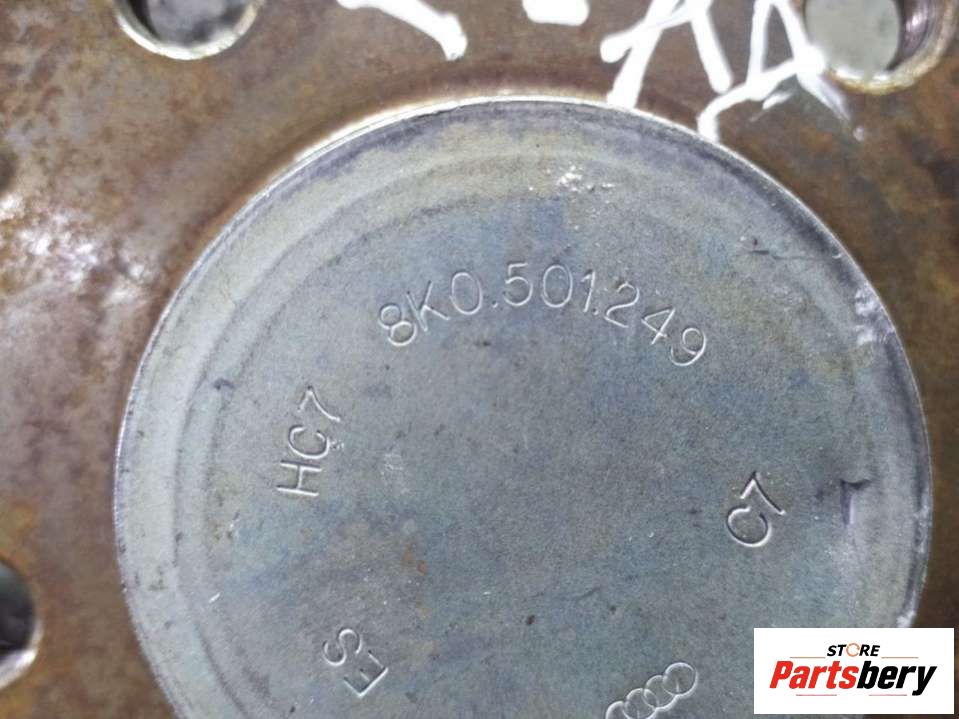 8K0.501.249
HC7
C7
ES
STORE
Partsbery